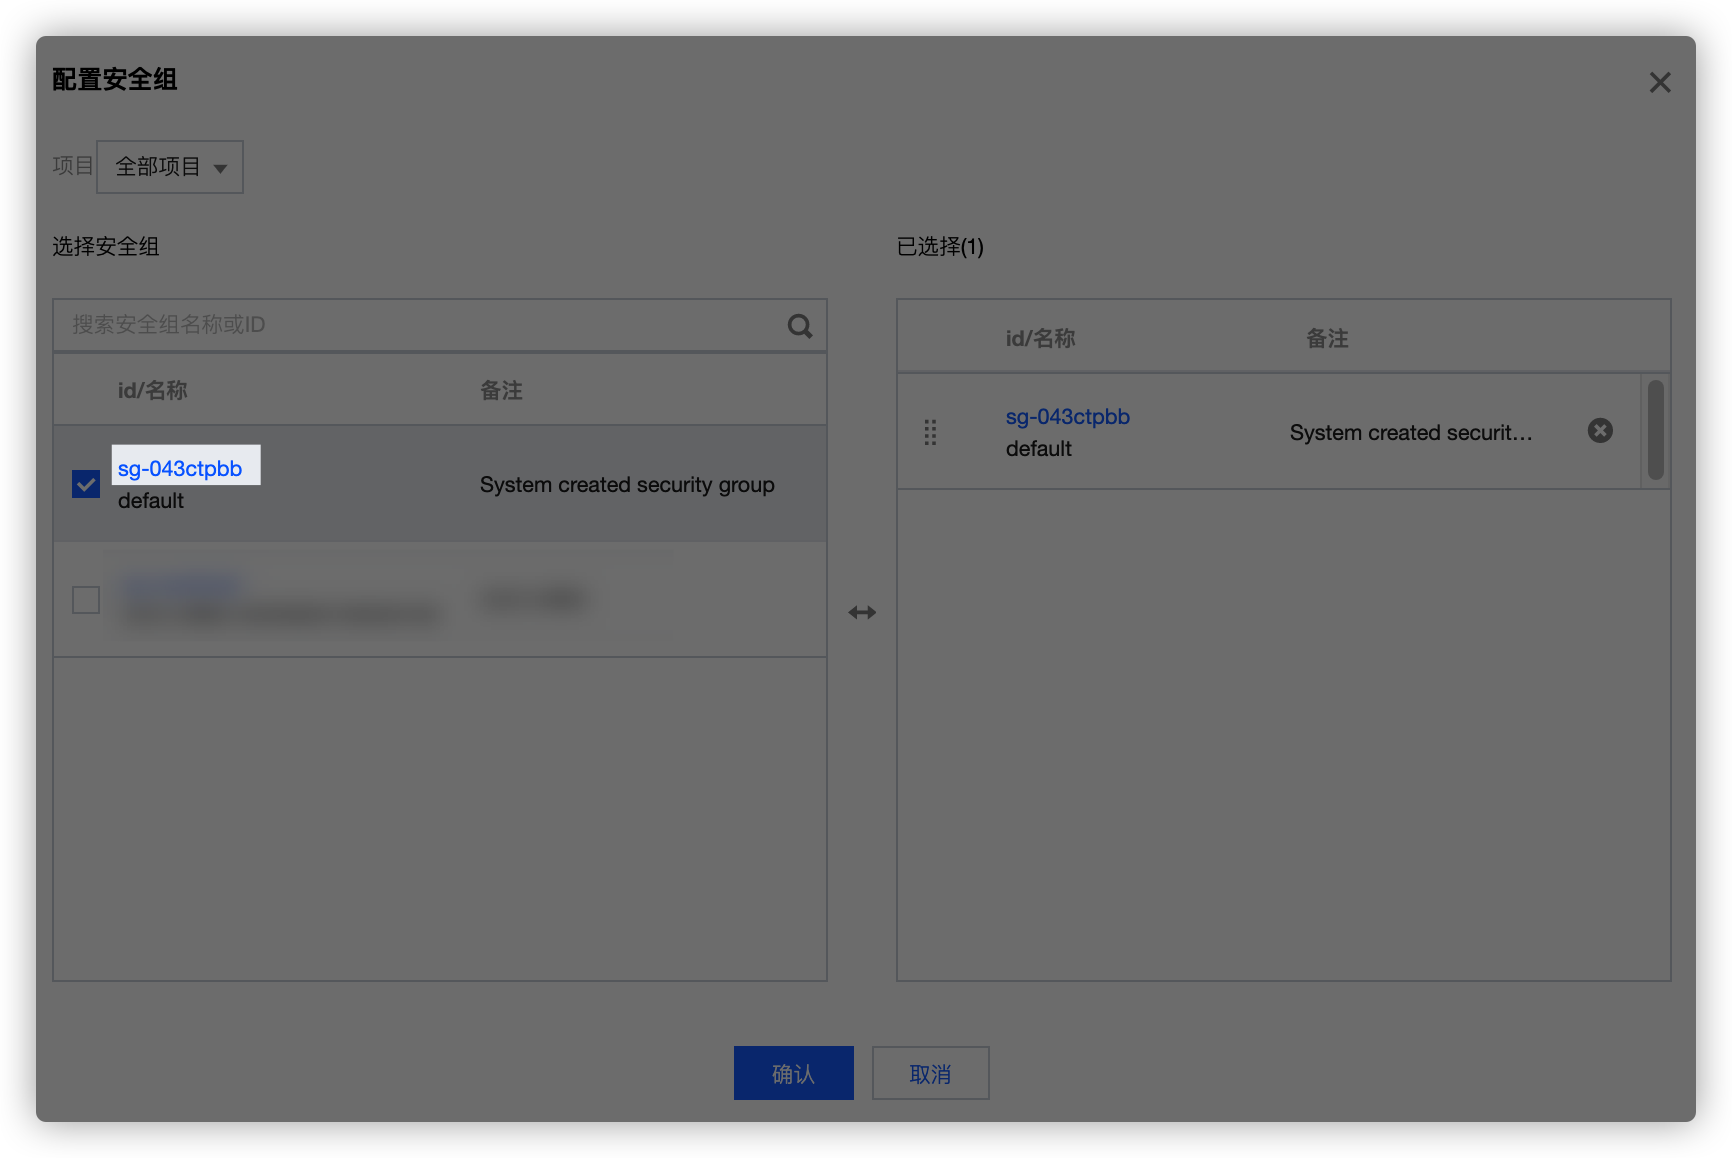 配置安全组
项目 全部项目
选择安全组
搜索安全组名称或ID
id/名称 备注
sg-043ctpbb
default
System created security group
已选择(1)
id/名称 备注
sg-043ctpbb
default
System created securit...
确认 取消